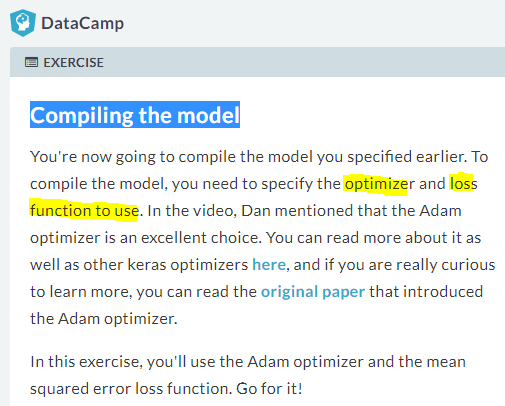 DataCamp
EXERCISE
Compiling the model
You're now going to compile the model you specified earlier. To
compile the model, you need to specify the optimizer and loss
function to use. In the video, Dan mentioned that the Adam
optimizer is an excellent choice. You can read more about it as
well as other keras optimizers here, and if you are really curious
to learn more, you can read the original paper that introduced
the Adam optimizer.
In this exercise, you'll use the Adam optimizer and the mean
squared error loss function. Go for it!